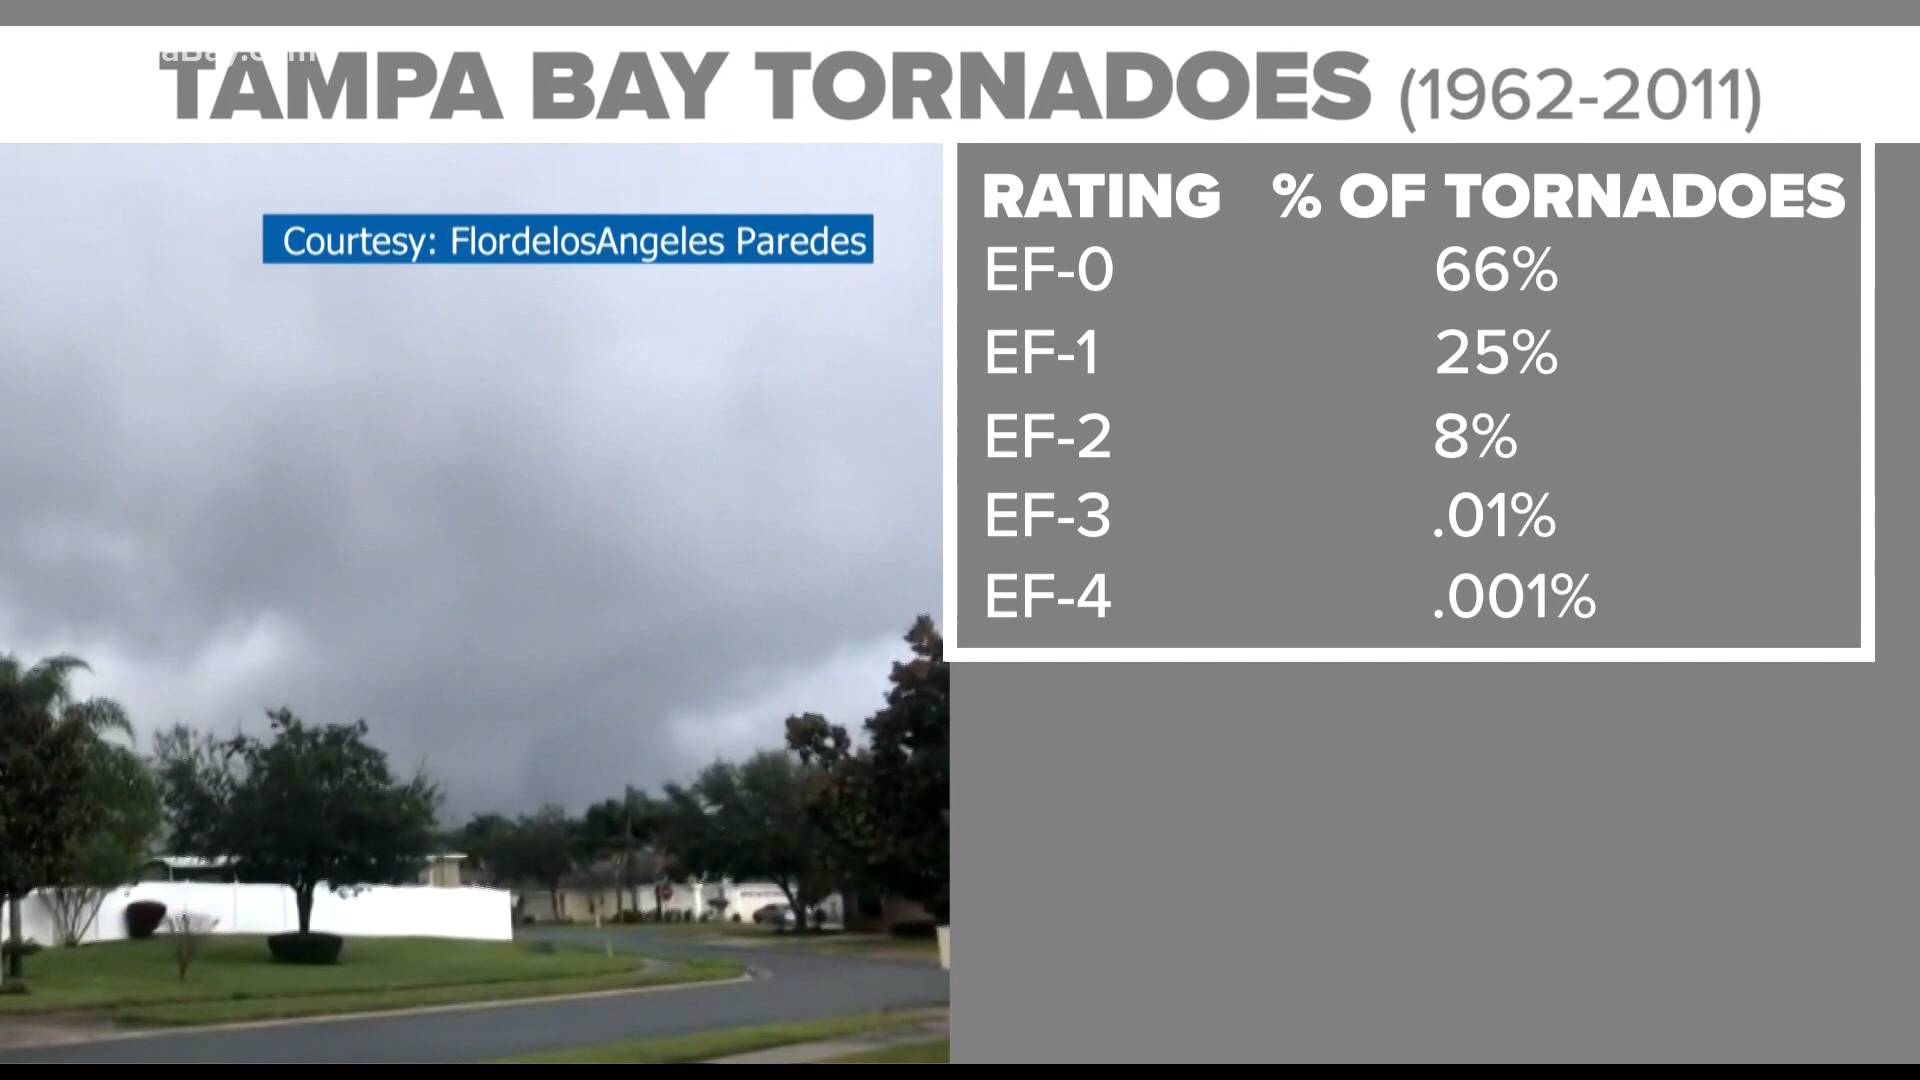 TAMPA BAY TORNADOES (1962-2011)
Courtesy: FlordelosAngeles Paredes
RATING % OF TORNADOES
EF-0 66%
EF-1 25%
EF-2 8%
EF-3 .01%
EF-4 .001%